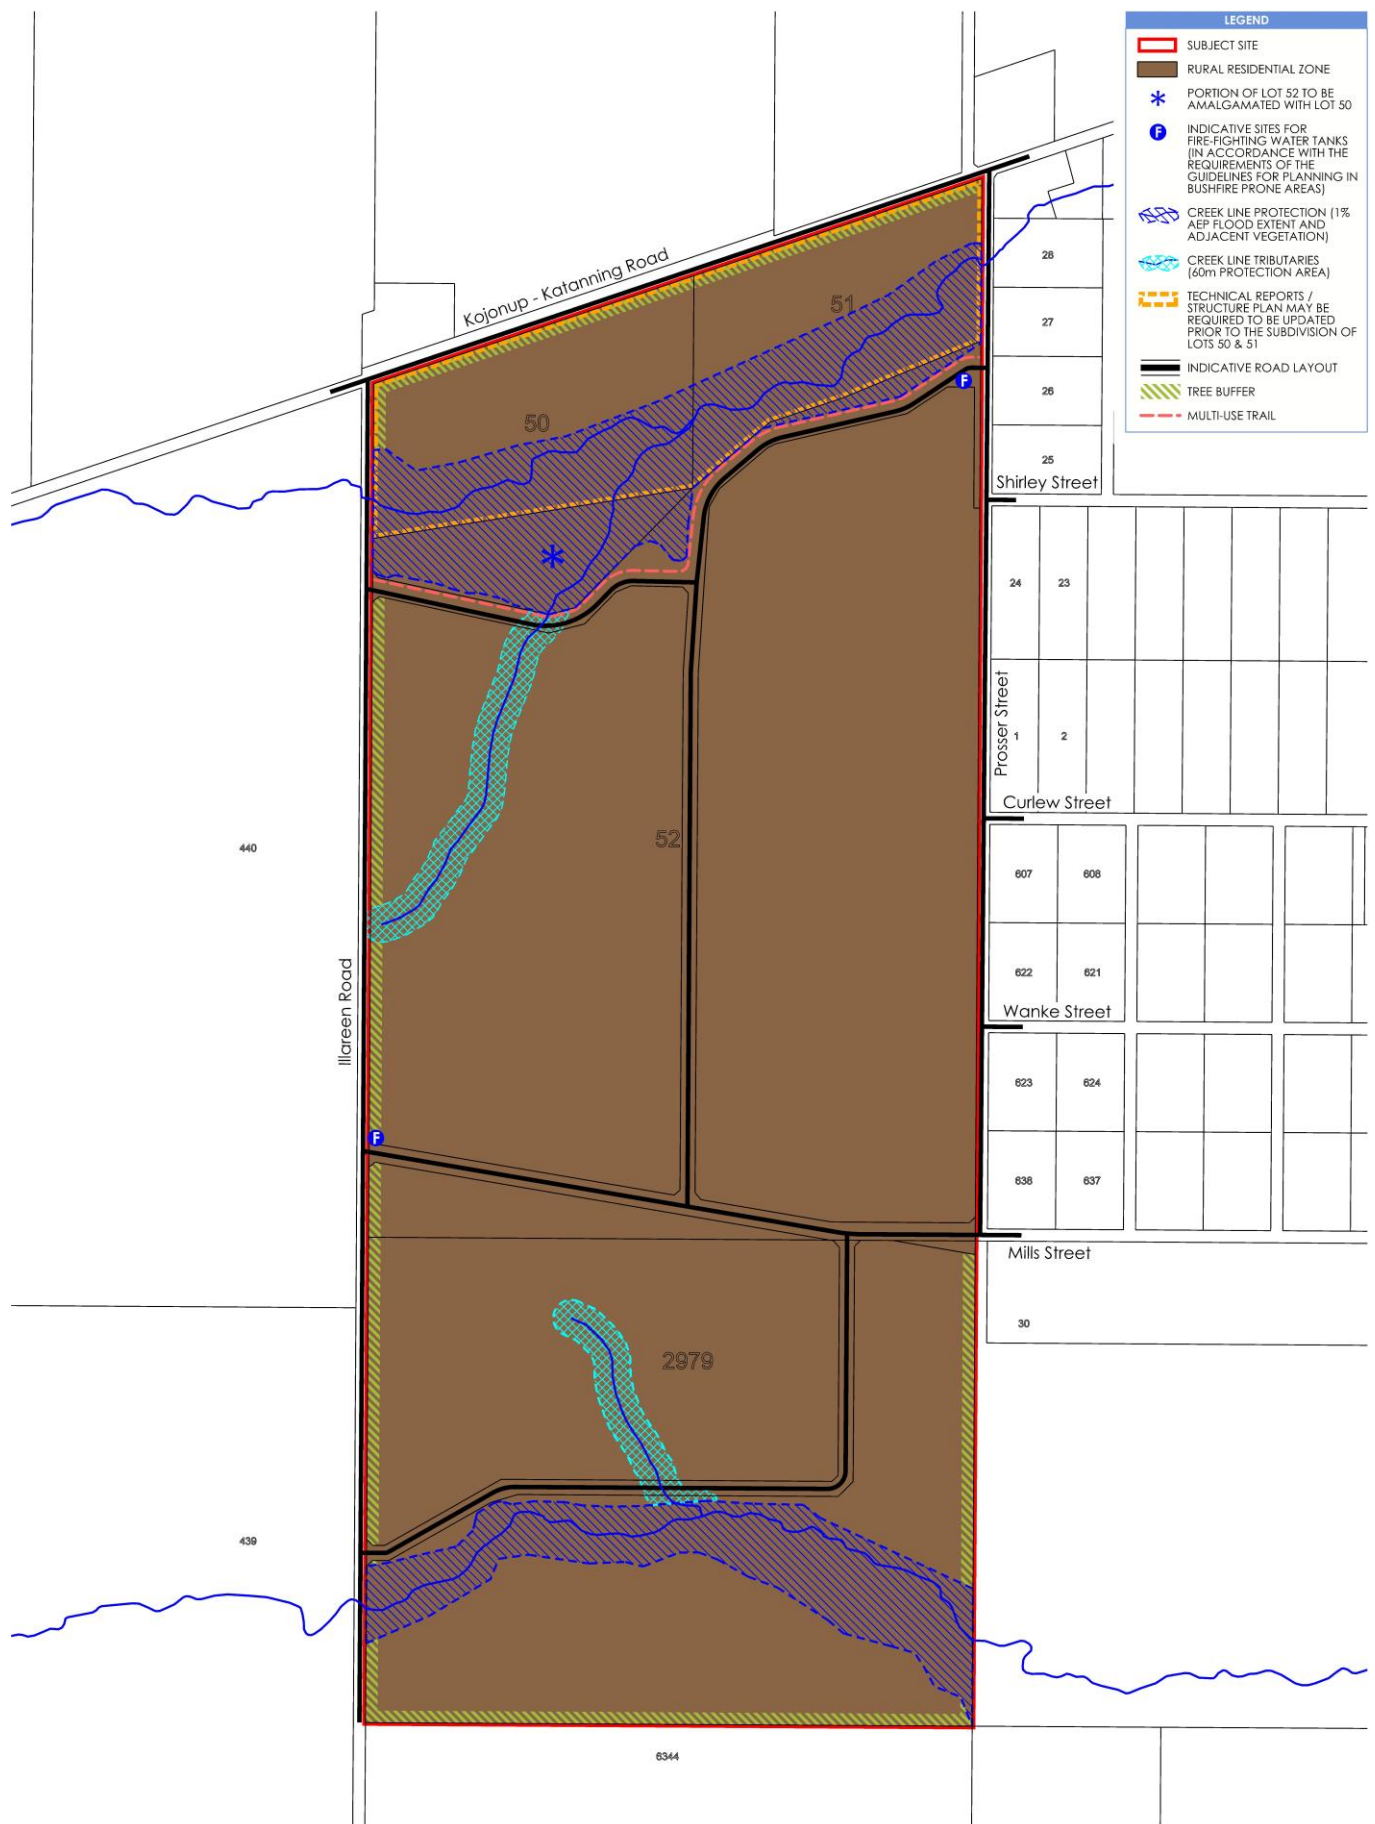 LEGEND
SUBJECT SITE
RURAL RESIDENTIAL ZONE
PORTION OF LOT 52 TO BE
AMALGAMATED WITH LOT 50
F
INDICATIVE SITES FOR
FIRE-FIGHTING WATER TANKS
(IN ACCORDANCE WITH THE
REQUIREMENTS OF THE
GUIDELINES FOR PLANNING IN
BUSHFIRE PRONE AREAS)
CREEK LINE PROTECTION (1%
AEP FLOOD EXTENT AND
ADJACENT VEGETATION)
CREEK LINE TRIBUTARIES
(60m PROTECTION AREA)
TECHNICAL REPORTS /
STRUCTURE PLAN MAY BE
REQUIRED TO BE UPDATED
PRIOR TO THE SUBDIVISION OF
LOTS 50 & 51
INDICATIVE ROAD LAYOUT
TREE BUFFER
MULTI-USE TRAIL
Kojonup - Katanning Road
28
51
27
F
26
50
25
Shirley Street
24 23
Prosser Street
1 2
Curlew Street
52
440
607 608
622 621
Illareen Road
Wanke Street
623 624
F
638 637
Mills Street
30
2979
439
6344